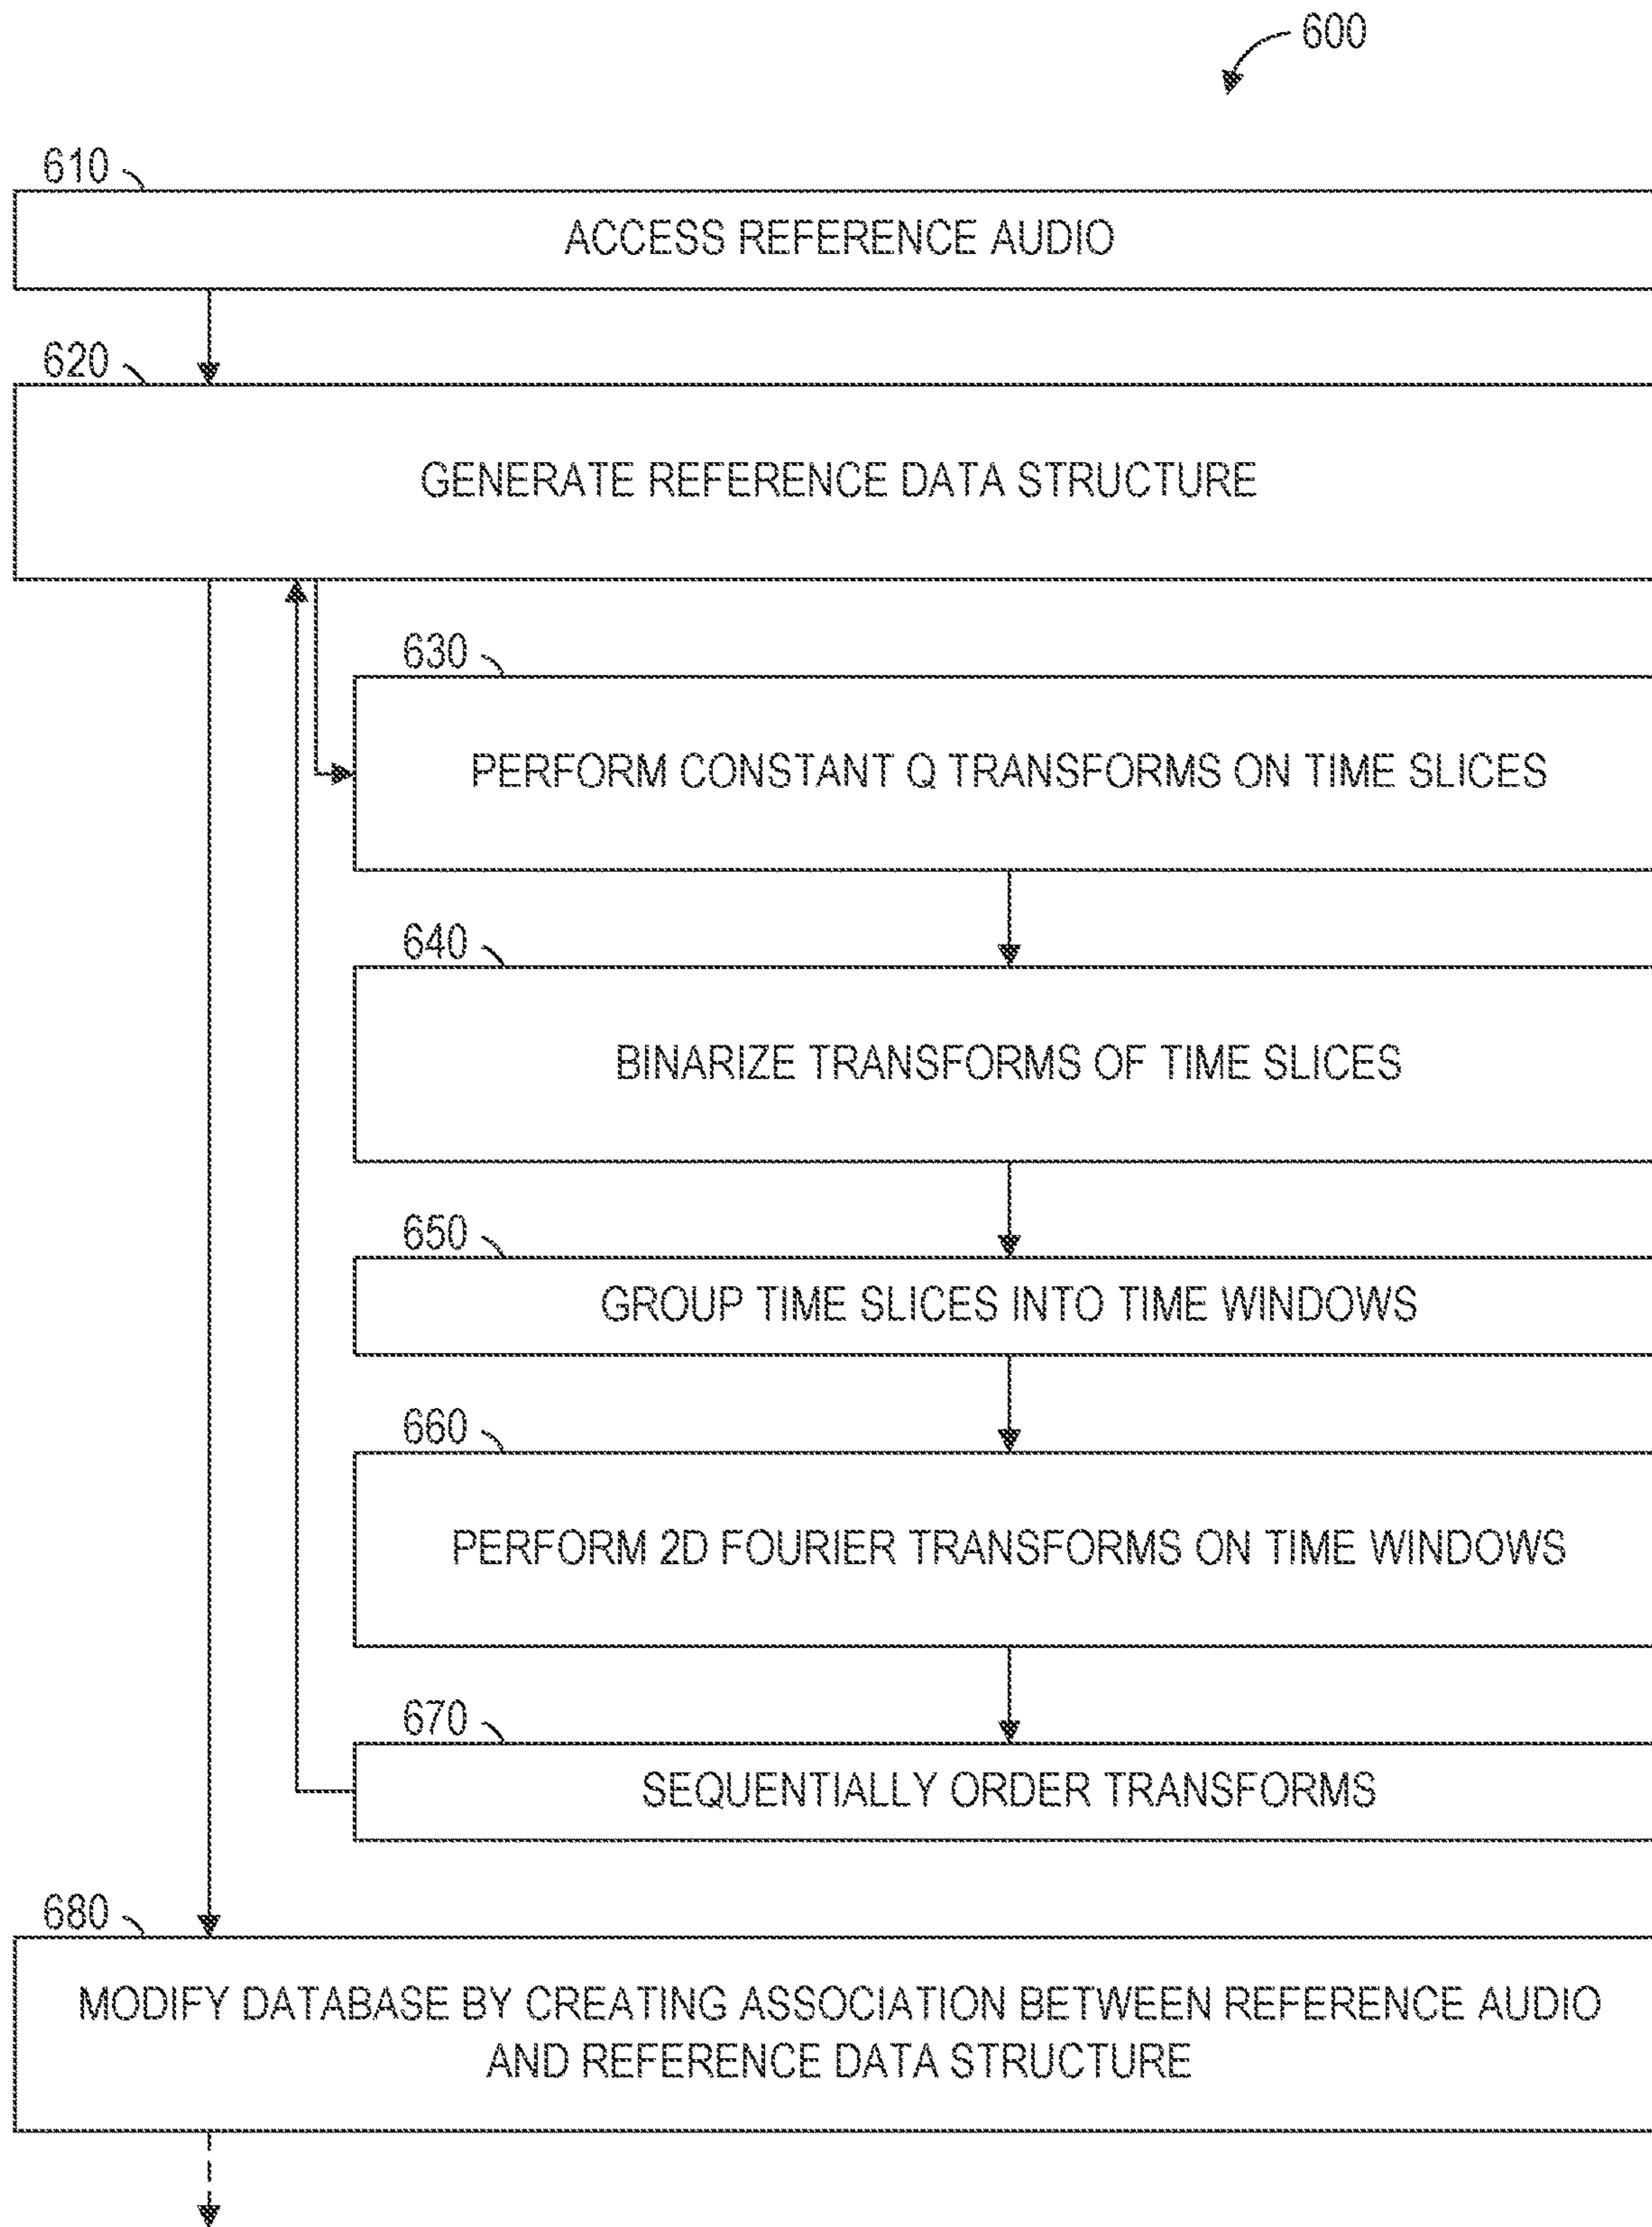 600
610
ACCESS REFERENCE AUDIO
620
GENERATE REFERENCE DATA STRUCTURE
630
PERFORM CONSTANT Q TRANSFORMS ON TIME SLICES
640
BINARIZE TRANSFORMS OF TIME SLICES
650
GROUP TIME SLICES INTO TIME WINDOWS
660
PERFORM 2D FOURIER TRANSFORMS ON TIME WINDOWS
670
SEQUENTIALLY ORDER TRANSFORMS
680
MODIFY DATABASE BY CREATING ASSOCIATION BETWEEN REFERENCE AUDIO
AND REFERENCE DATA STRUCTURE